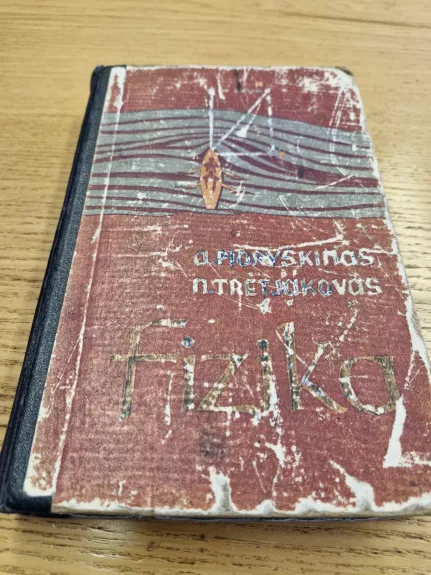 A. PIORYŠKINAS
N. TRETJAKOVAS
fizika